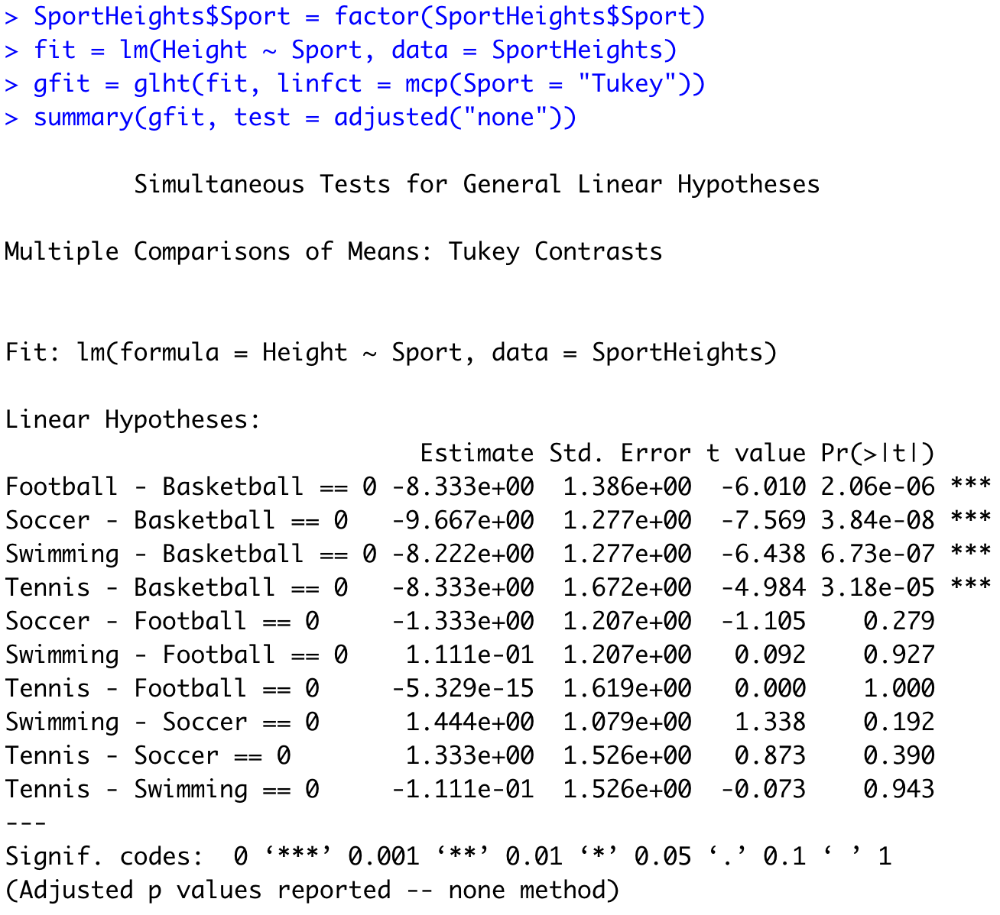 > SportHeights$Sport = factor(SportHeights$Sport)
> fit = lm(Height ~ Sport, data = SportHeights)
> gfit = glht(fit, linfct = mcp(Sport = "Tukey"))
> summary(gfit, test = adjusted("none"))
Simultaneous Tests for General Linear Hypotheses
Multiple Comparisons of Means: Tukey Contrasts
Fit: lm(formula = Height ~ Sport, data = SportHeights)
Linear Hypotheses:
Estimate Std. Error t value Pr(>|t|)
Football - Basketball == 0 -8.333e+00 1.386e+00 -6.010 2.06e-06 ***
Soccer - Basketball == 0 -9.667e+00 1.277e+00 -7.569 3.84e-08 ***
Swimming - Basketball == 0 -8.222e+00 1.277e+00 -6.438 6.73e-07 ***
Tennis - Basketball == 0 -8.333e+00 1.672e+00 -4.984 3.18e-05 ***
Soccer - Football == 0 -1.333e+00 1.207e+00 -1.105 0.279
Swimming - Football == 0 1.111e-01 1.207e+00 0.092 0.927
Tennis - Football == 0 -5.329e-15 1.619e+00 0.000 1.000
Swimming - Soccer == 0 1.444e+00 1.079e+00 1.338 0.192
Tennis - Soccer == 0 1.333e+00 1.526e+00 0.873 0.390
Tennis - Swimming == 0 -1.111e-01 1.526e+00 -0.073 0.943
---
Signif. codes: 0 ‘***’ 0.001 ‘**’ 0.01 ‘*’ 0.05 ‘.’ 0.1 ‘ ’ 1
(Adjusted p values reported -- none method)